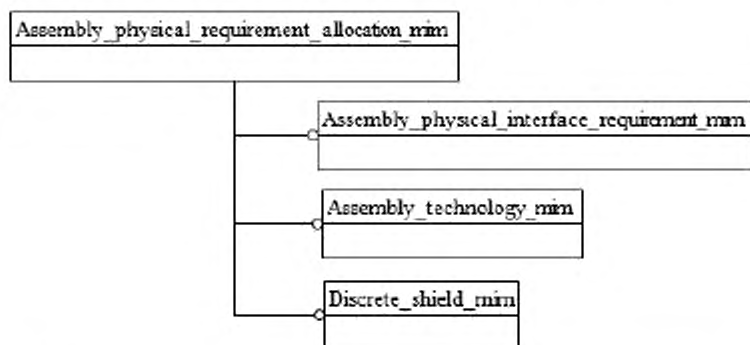 Assembly_physical_requirement_allocation_mim
Assembly_physical_interface_requirement_mim
Assembly_technology_mim
Discrete_shield_mim